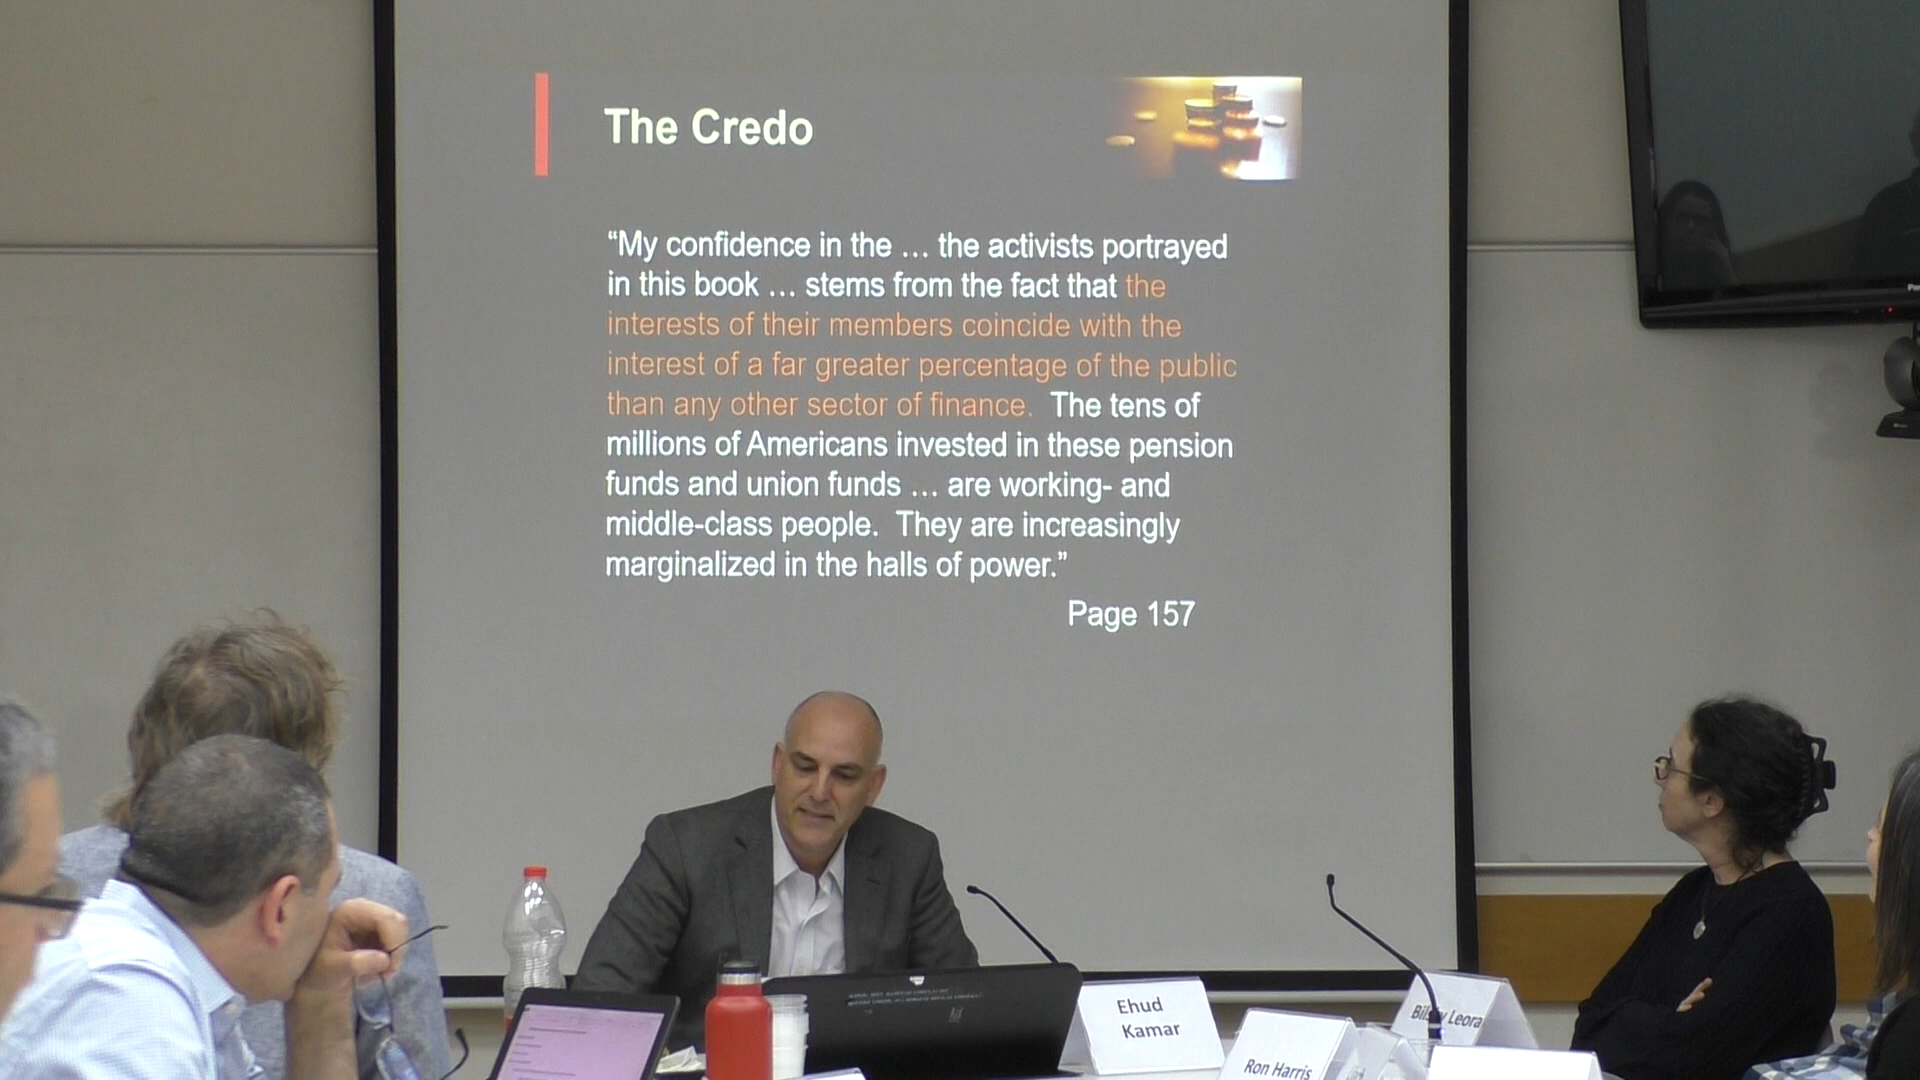 The Credo
“My confidence in the … the activists portrayed
in this book … stems from the fact that the
interests of their members coincide with the
interest of a far greater percentage of the public
than any other sector of finance. The tens of
millions of Americans invested in these pension
funds and union funds … are working- and
middle-class people. They are increasingly
marginalized in the halls of power.”
Page 157
Ehud
Kamar
Leora
Ron Harris